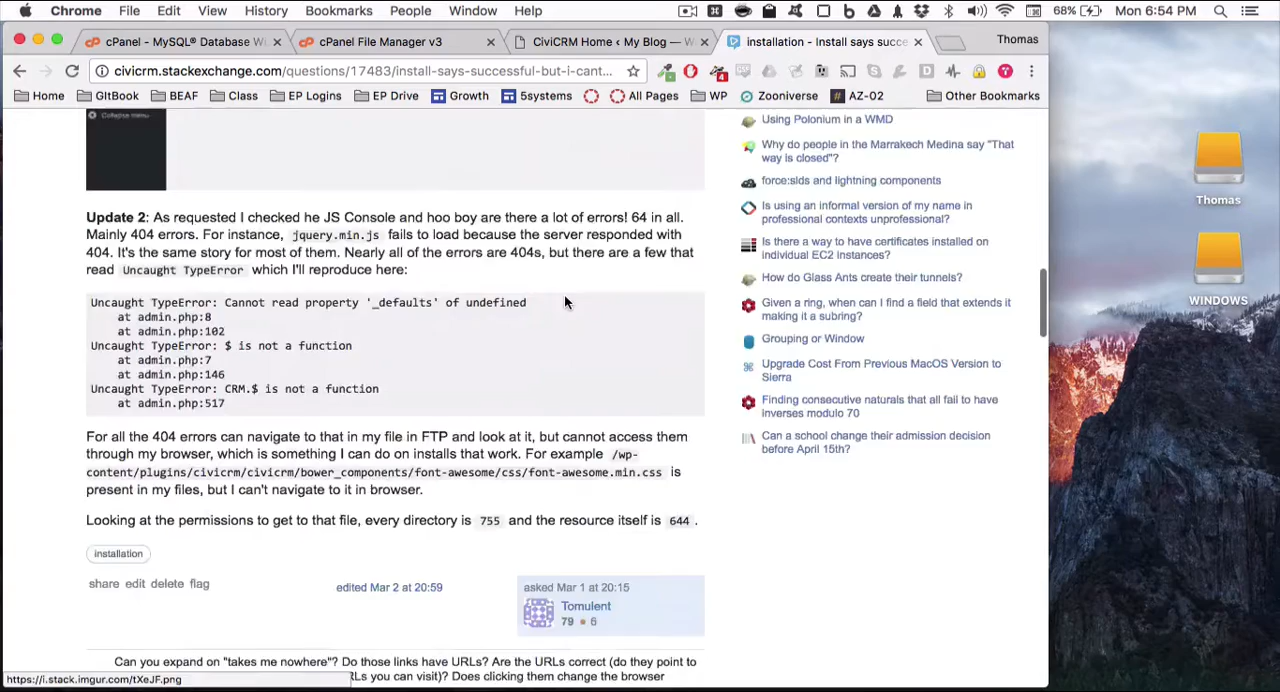 Chrome File Edit View History Bookmarks People Window Help 68% Mon 6:54 PM
cPanel - MySQL® Database W cPanel File Manager v3 CiviCRM Home ‹ My Blog — W installation - Install says succe Thomas
civicrm.stackexchange.com/questions/17483/install-says-successful-but-i-cant...
Home GitBook BEAF Class EP Logins EP Drive Growth 5systems All Pages WP Zooniverse AZ-02 Other Bookmarks
Collapse menu
Update 2: As requested I checked he JS Console and hoo boy are there a lot of errors! 64 in all.
Mainly 404 errors. For instance, jquery.min.js fails to load because the server responded with
404. It's the same story for most of them. Nearly all of the errors are 404s, but there are a few that
read Uncaught TypeError which I'll reproduce here:
Uncaught TypeError: Cannot read property '_defaults' of undefined
at admin.php:8
at admin.php:102
Uncaught TypeError: $ is not a function
at admin.php:7
at admin.php:146
Uncaught TypeError: CRM.$ is not a function
at admin.php:517
For all the 404 errors can navigate to that in my file in FTP and look at it, but cannot access them
through my browser, which is something I can do on installs that work. For example /wp-
content/plugins/civicrm/civicrm/bower_components/font-awesome/css/font-awesome.min.css is
present in my files, but I can't navigate to it in browser.
Looking at the permissions to get to that file, every directory is 755 and the resource itself is 644.
installation
share edit delete flag
edited Mar 2 at 20:59
asked Mar 1 at 20:15
Tomulent
79 6
Can you expand on "takes me nowhere"? Do those links have URLs? Are the URLs correct (do they point to
RLs you can visit)? Does clicking them change the browser
https://i.stack.imgur.com/tXeJF.png
Using Polonium in a WMD
Why do people in the Marrakech Medina say "That
way is closed"?
force:slds and lightning components
Is using an informal version of my name in
professional contexts unprofessional?
Is there a way to have certificates installed on
individual EC2 instances?
How do Glass Ants create their tunnels?
Given a ring, when can I find a field that extends it
making it a subring?
Grouping or Window
Upgrade Cost From Previous MacOS Version to
Sierra
Finding consecutive naturals that all fail to have
inverses modulo 70
Can a school change their admission decision
before April 15th?
Thomas
WINDOWS